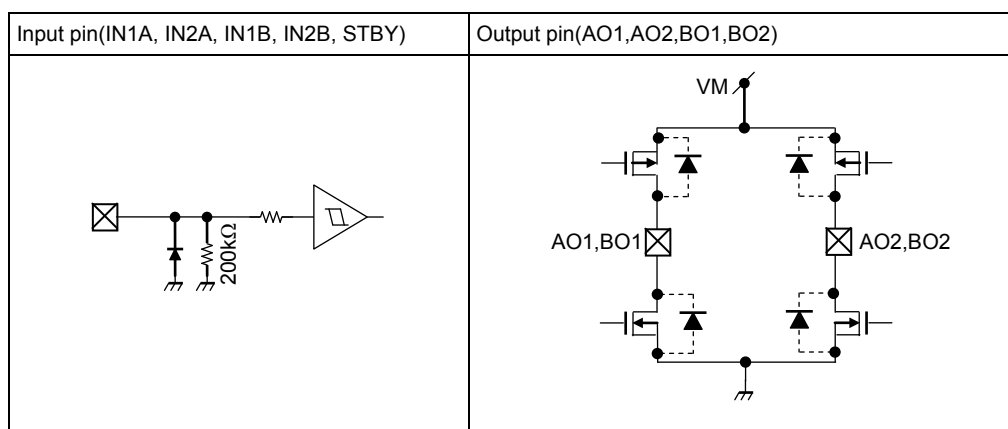 Input pin(IN1A, IN2A, IN1B, IN2B, STBY)
Output pin(AO1,AO2,BO1,BO2)
200kΩ
VM
AO1,BO1
AO2,BO2